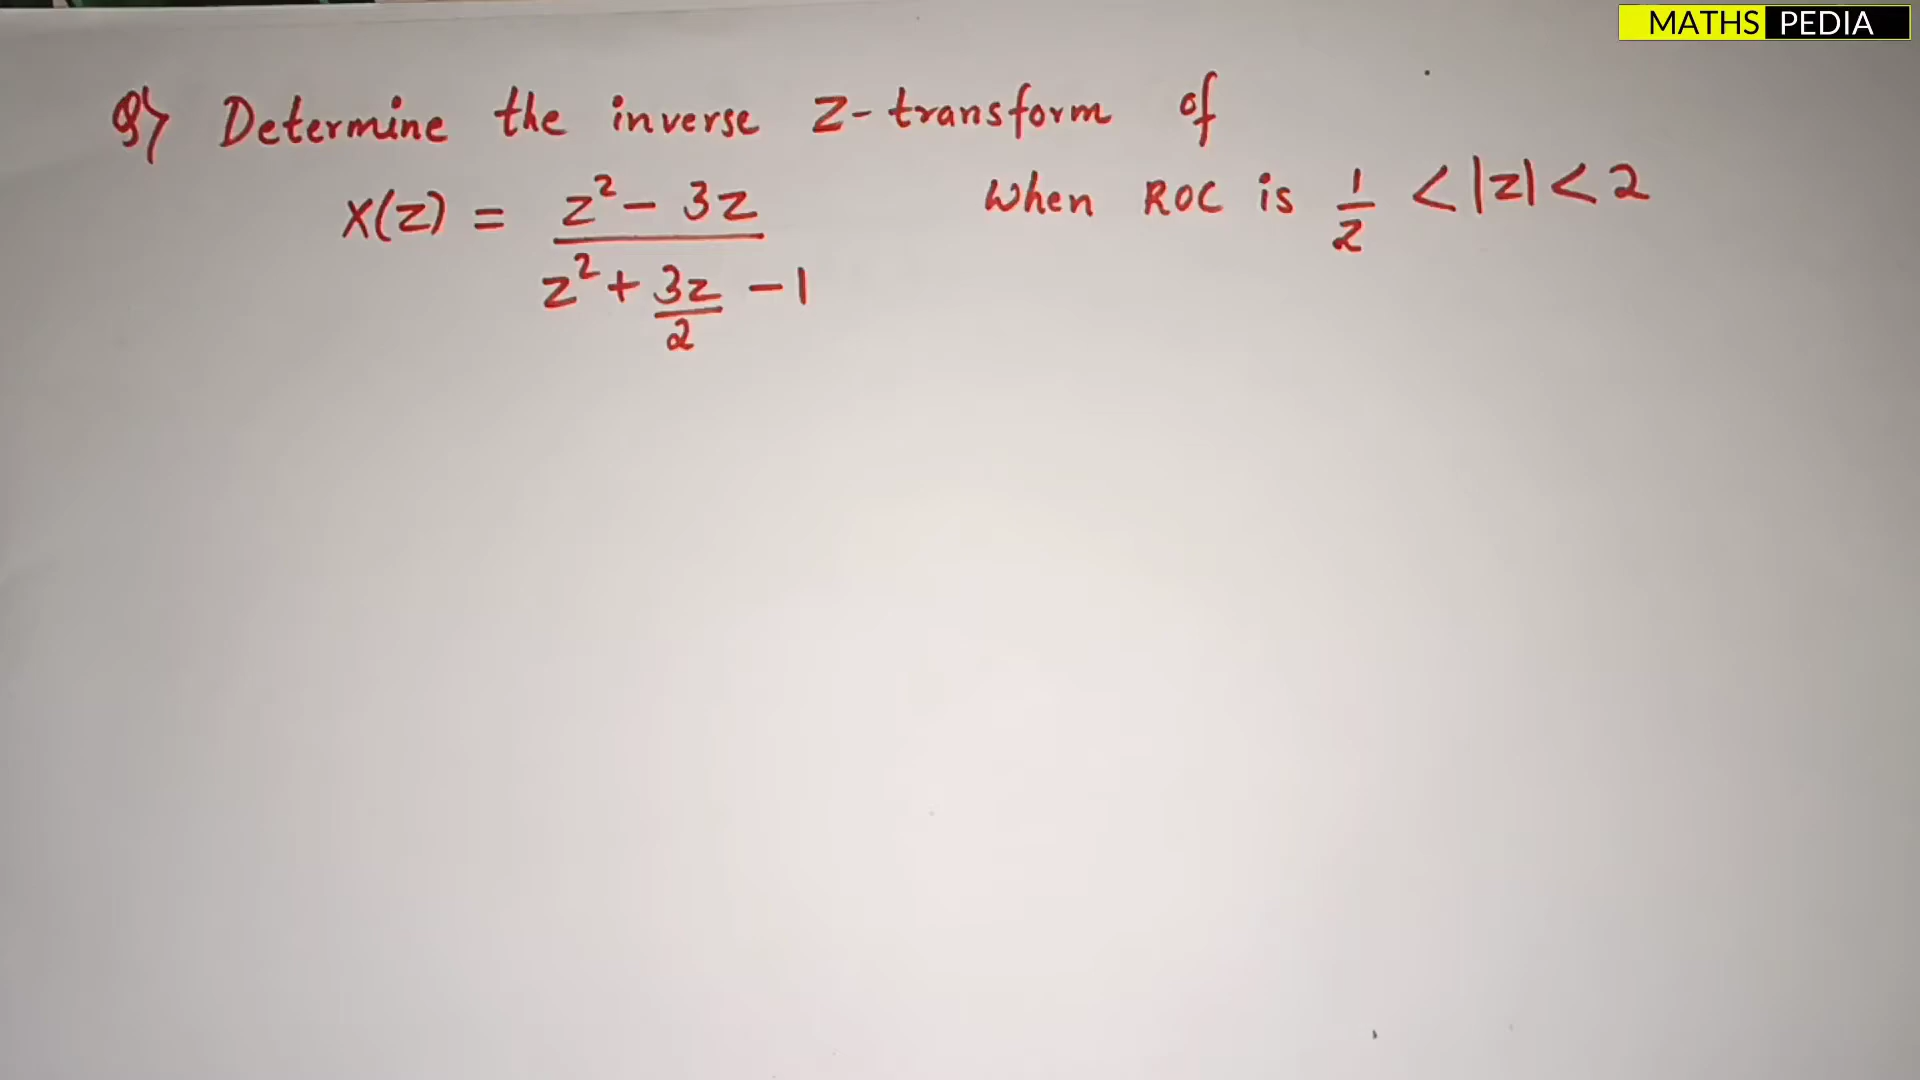 MATHS PEDIA
Q) Determine the inverse Z-transform of
X(z) = (z² - 3z) / (z² + 3z/2 - 1) When ROC is 1/2 < |z| < 2